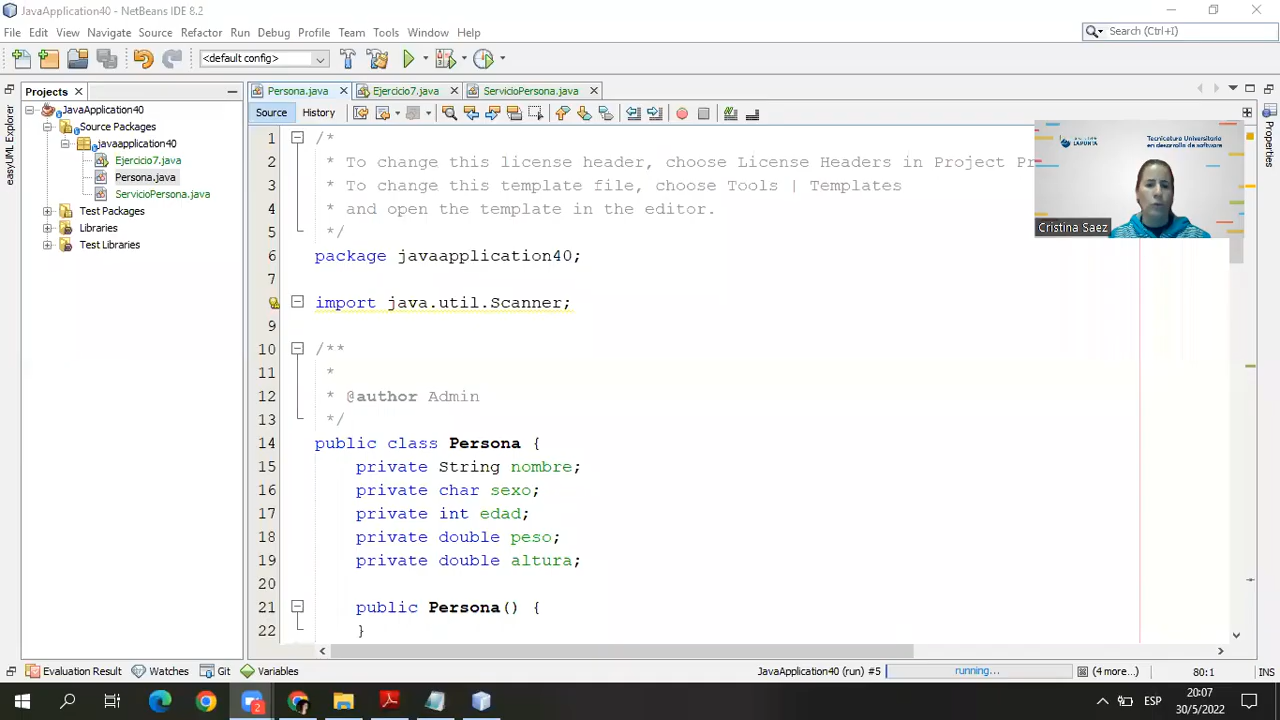 JavaApplication40 - NetBeans IDE 8.2
File Edit View Navigate Source Refactor Run Debug Profile Team Tools Window Help
Search (Ctrl+I)
<default config>
Projects
Persona.java
Ejercicio7.java
ServicioPersona.java
easyUML Explorer
Properties
JavaApplication40
Source Packages
javaapplication40
Ejercicio7.java
Persona.java
ServicioPersona.java
Test Packages
Libraries
Test Libraries
Source History
1 /*
2 * To change this license header, choose License Headers in Project Pr
3 * To change this template file, choose Tools | Templates
4 * and open the template in the editor.
5 */
6 package javaapplication40;
7
import java.util.Scanner;
9
10 /**
11 *
12 * @author Admin
13 */
14 public class Persona {
15 private String nombre;
16 private char sexo;
17 private int edad;
18 private double peso;
19 private double altura;
20
21 public Persona() {
22 }
LA PUNTA
Tecnicatura Universitaria
en desarrollo de software
Cristina Saez
Evaluation Result Watches Git Variables
JavaApplication40 (run) #5
running...
(4 more...)
80:1
INS
2
ESP
20:07
30/5/2022